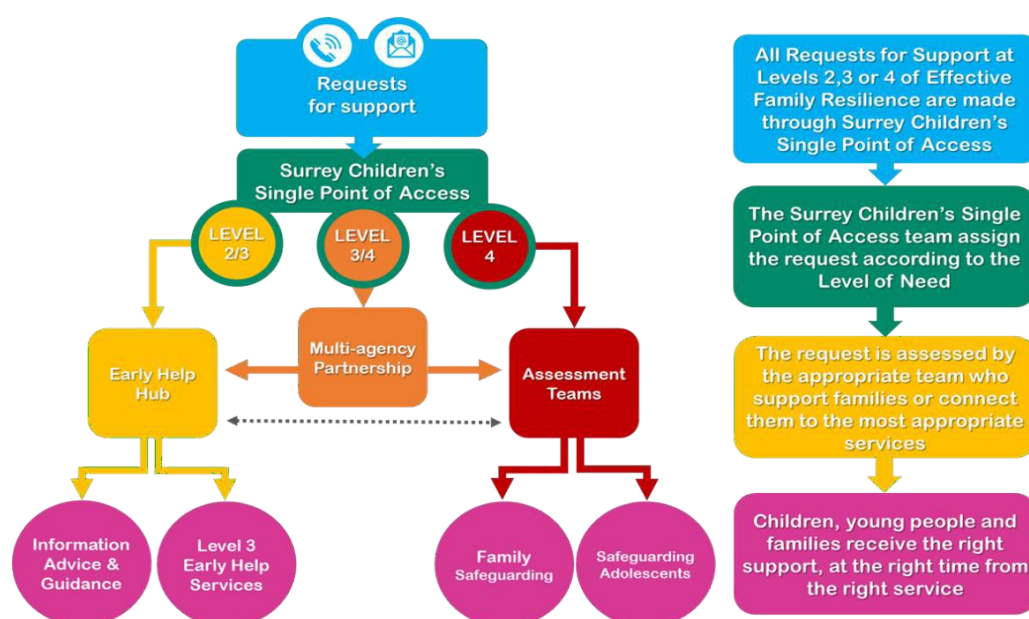 Requests
for support
Surrey Children's
Single Point of Access
LEVEL
2/3
LEVEL
3/4
LEVEL
4
Early Help
Hub
Multi-agency
Partnership
Assessment
Teams
Information
Advice &
Guidance
Level 3
Early Help
Services
Family
Safeguarding
Safeguarding
Adolescents
All Requests for Support at
Levels 2,3 or 4 of Effective
Family Resilience are made
through Surrey Children's
Single Point of Access
The Surrey Children's Single
Point of Access team assign
the request according to the
Level of Need
The request is assessed by
the appropriate team who
support families or connect
them to the most appropriate
services
Children, young people and
families receive the right
support, at the right time from
the right service